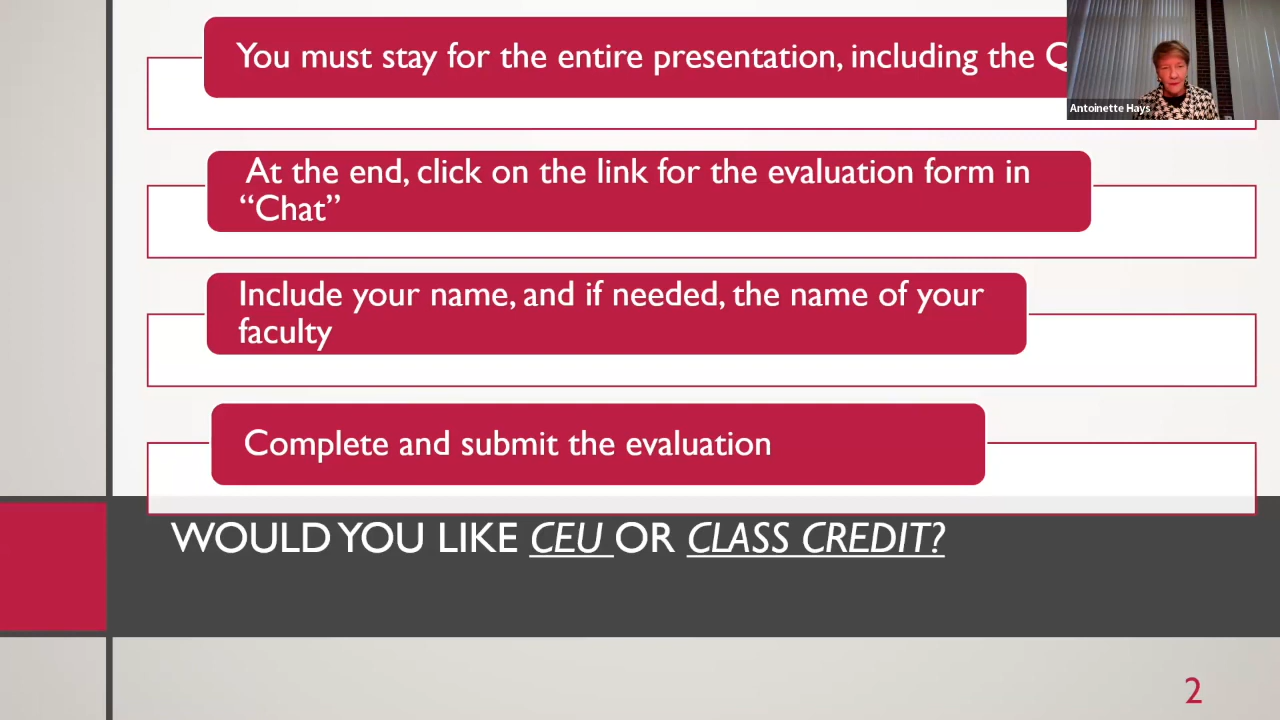 You must stay for the entire presentation, including the
Antoinette Hays
At the end, click on the link for the evaluation form in
“Chat”
Include your name, and if needed, the name of your
faculty
Complete and submit the evaluation
WOULD YOU LIKE CEU OR CLASS CREDIT?
2